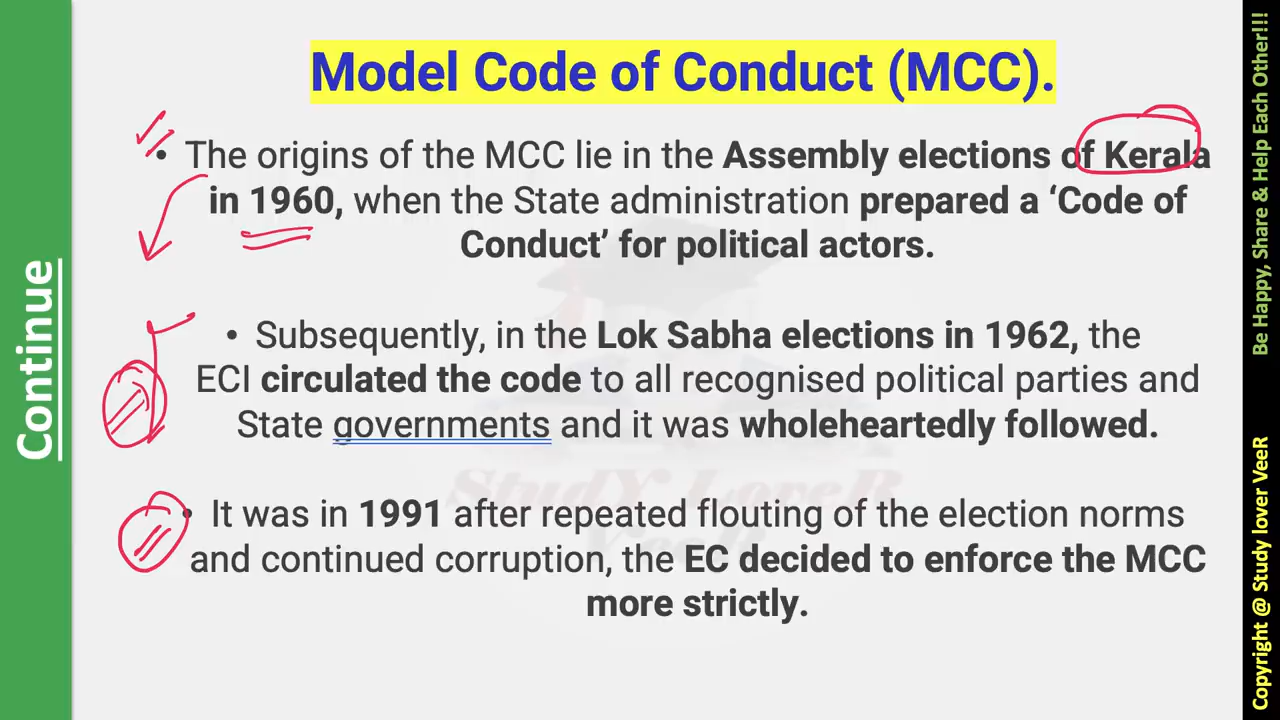 Model Code of Conduct (MCC).
• The origins of the MCC lie in the Assembly elections of Kerala
in 1960, when the State administration prepared a ‘Code of
Conduct’ for political actors.
• Subsequently, in the Lok Sabha elections in 1962, the
ECI circulated the code to all recognised political parties and
State governments and it was wholeheartedly followed.
• It was in 1991 after repeated flouting of the election norms
and continued corruption, the EC decided to enforce the MCC
more strictly.
Continue
StudY LoveR
VeeR
Be Happy, Share & Help Each Other!!!
Copyright @ Study lover VeeR